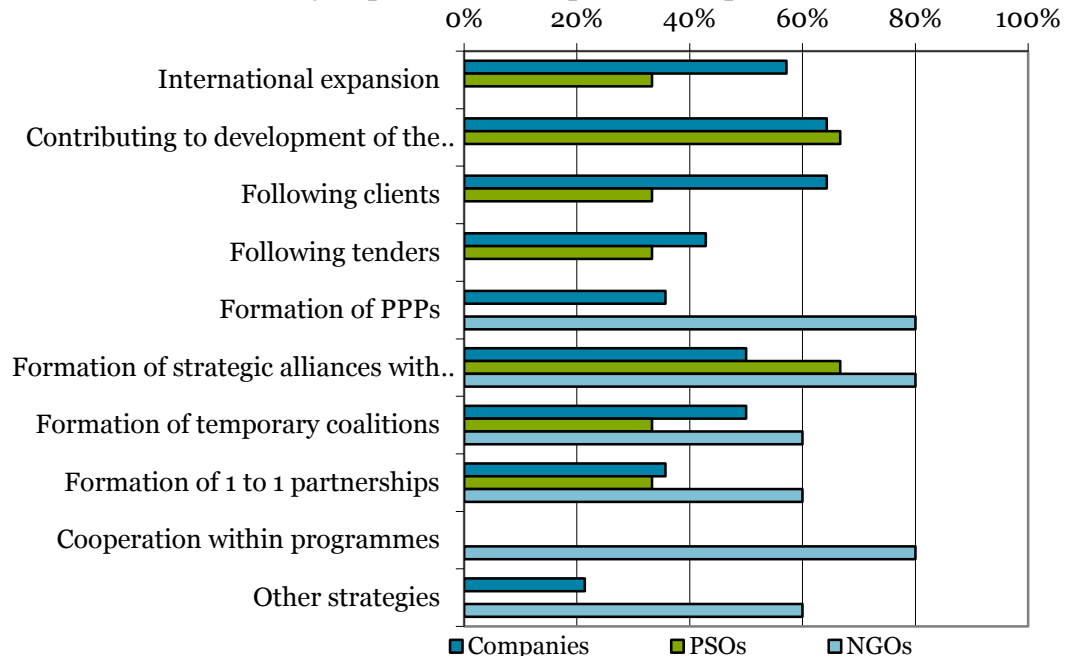 0% 20% 40% 60% 80% 100%
International expansion
Contributing to development of the..
Following clients
Following tenders
Formation of PPPs
Formation of strategic alliances with..
Formation of temporary coalitions
Formation of 1 to 1 partnerships
Cooperation within programmes
Other strategies
Companies PSOs NGOs